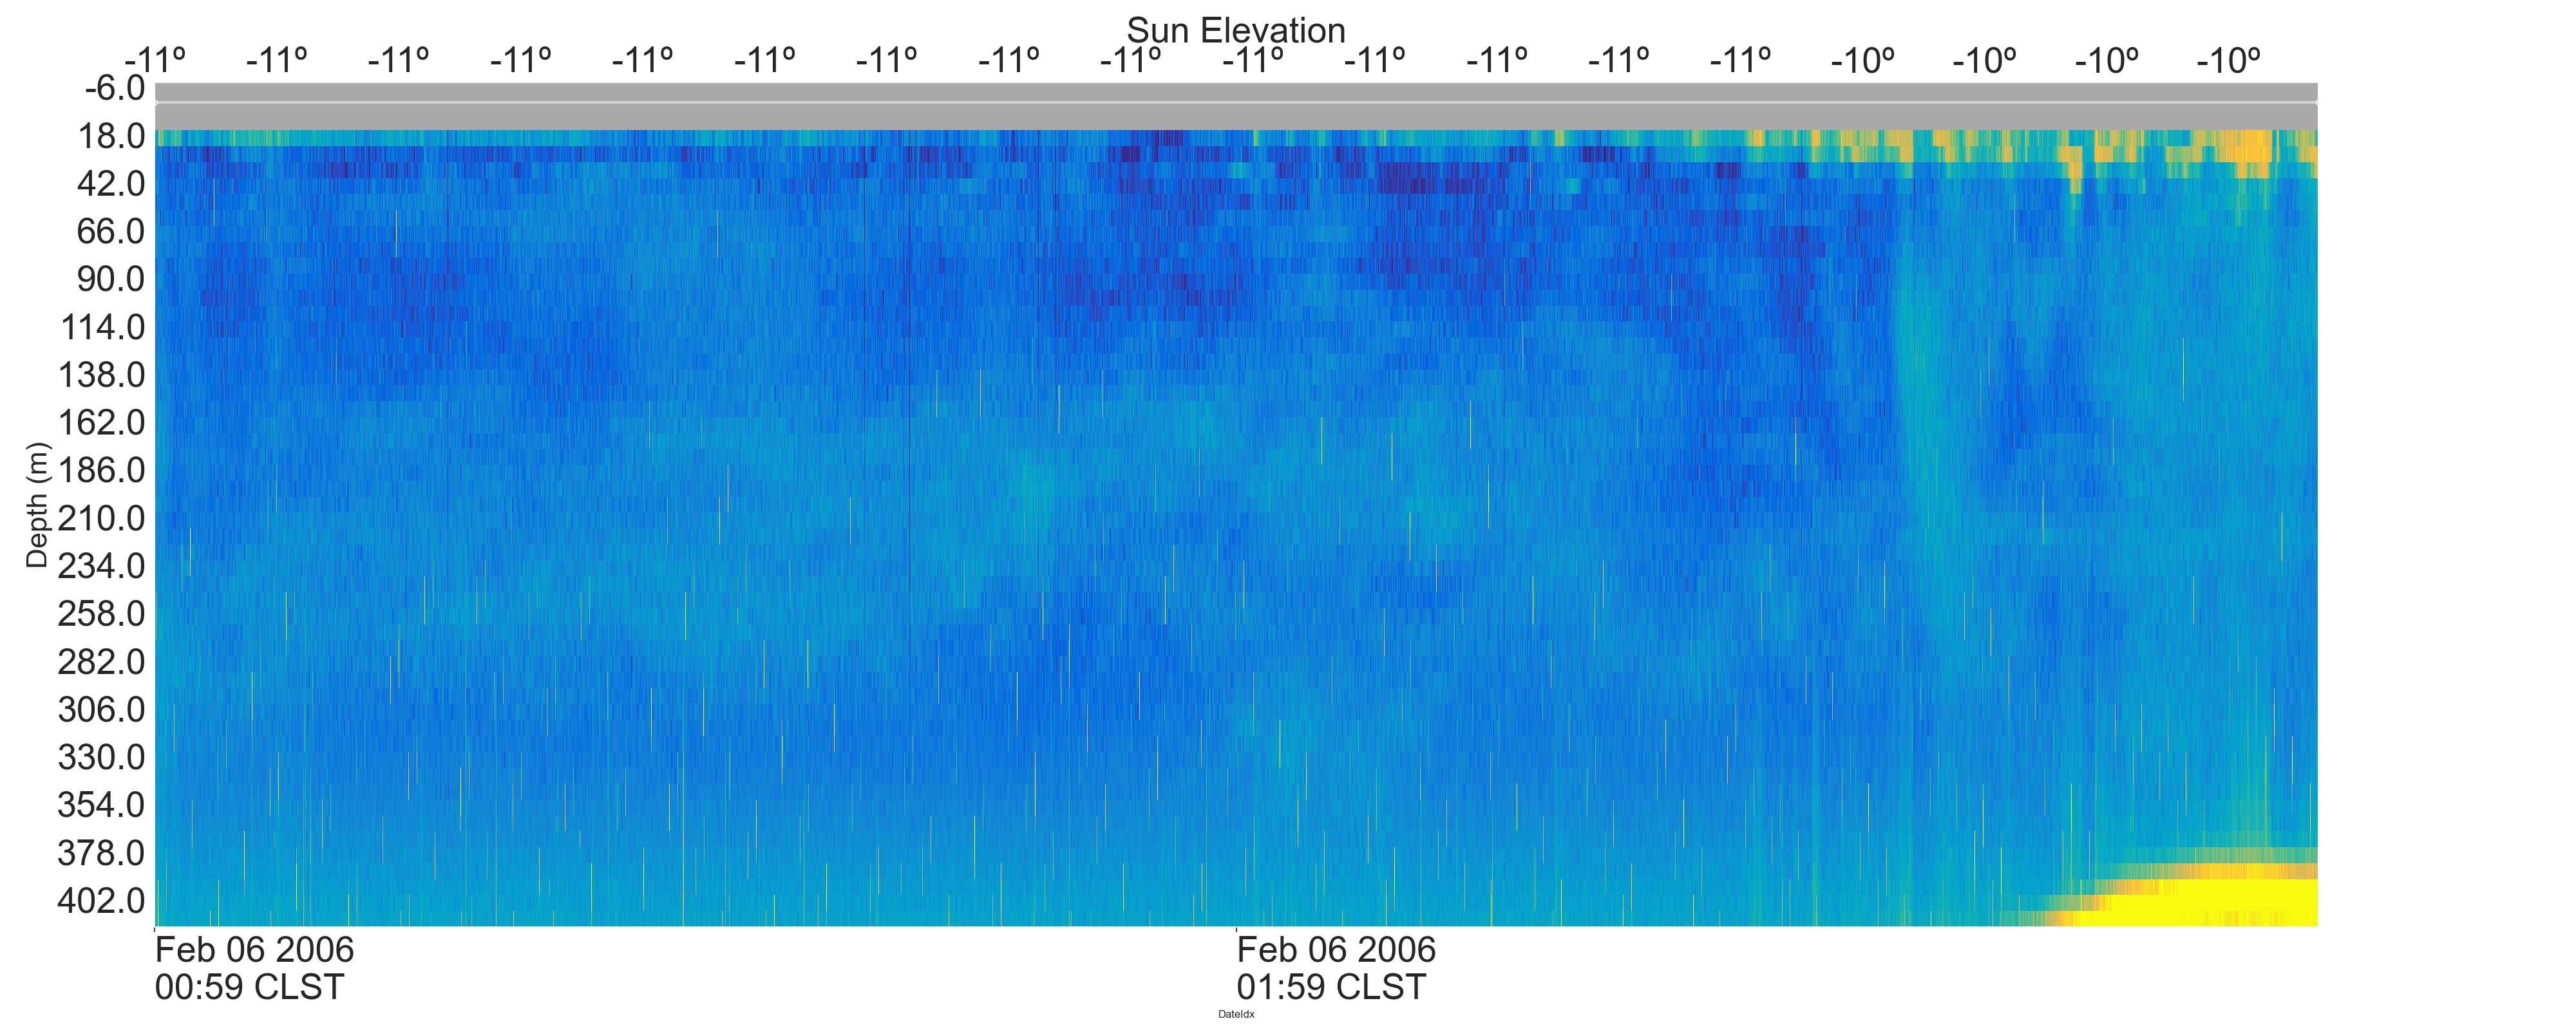 Sun Elevation
-11º -11º -11º -11º -11º -11º -11º -11º -11º -11º -11º -11º -11º -11º -10º -10º -10º -10º
-6.0
18.0
42.0
66.0
90.0
114.0
138.0
162.0
186.0
210.0
234.0
258.0
282.0
306.0
330.0
354.0
378.0
402.0
Depth (m)
Feb 06 2006
00:59 CLST
Feb 06 2006
01:59 CLST
DateIdx